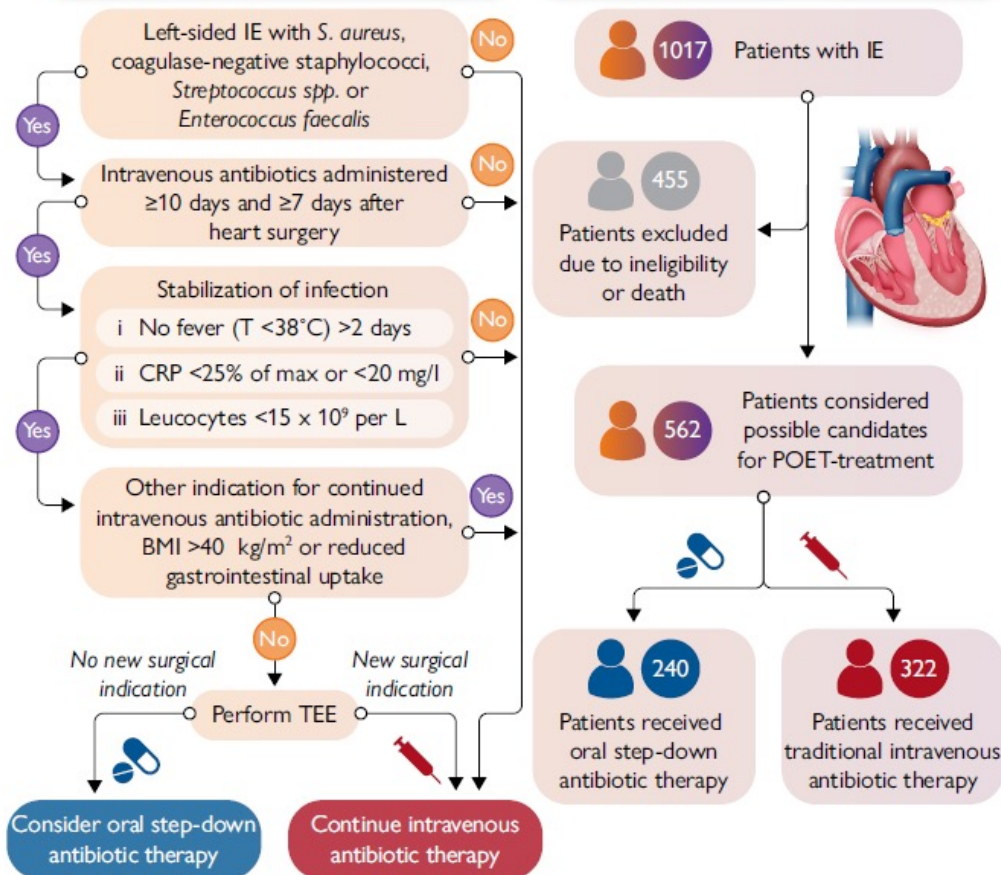 Left-sided IE with S. aureus,
coagulase-negative staphylococci,
Streptococcus spp. or
Enterococcus faecalis
No
Yes
Intravenous antibiotics administered
≥10 days and ≥7 days after
heart surgery
No
Yes
Stabilization of infection
i No fever (T <38°C) >2 days
ii CRP <25% of max or <20 mg/l
iii Leucocytes <15 x 10⁹ per L
No
Yes
Other indication for continued
intravenous antibiotic administration,
BMI >40 kg/m² or reduced
gastrointestinal uptake
Yes
No
No new surgical
indication
New surgical
indication
Perform TEE
Consider oral step-down
antibiotic therapy
Continue intravenous
antibiotic therapy
1017
Patients with IE
455
Patients excluded
due to ineligibility
or death
562
Patients considered
possible candidates
for POET-treatment
240
Patients received
oral step-down
antibiotic therapy
322
Patients received
traditional intravenous
antibiotic therapy